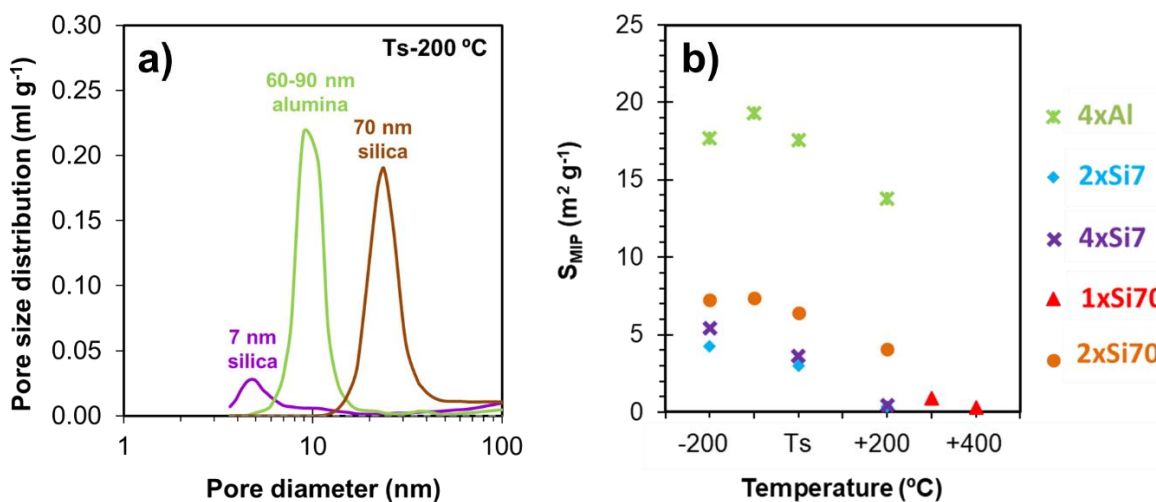 a)
Ts-200 ºC
60-90 nm
alumina
70 nm
silica
7 nm
silica
Pore size distribution (ml g⁻¹)
0.30
0.25
0.20
0.15
0.10
0.05
0.00
1
10
100
Pore diameter (nm)
b)
S_MIP (m² g⁻¹)
25
20
15
10
5
0
-200
Ts
+200
+400
Temperature (ºC)
4xAl
2xSi7
4xSi7
1xSi70
2xSi70